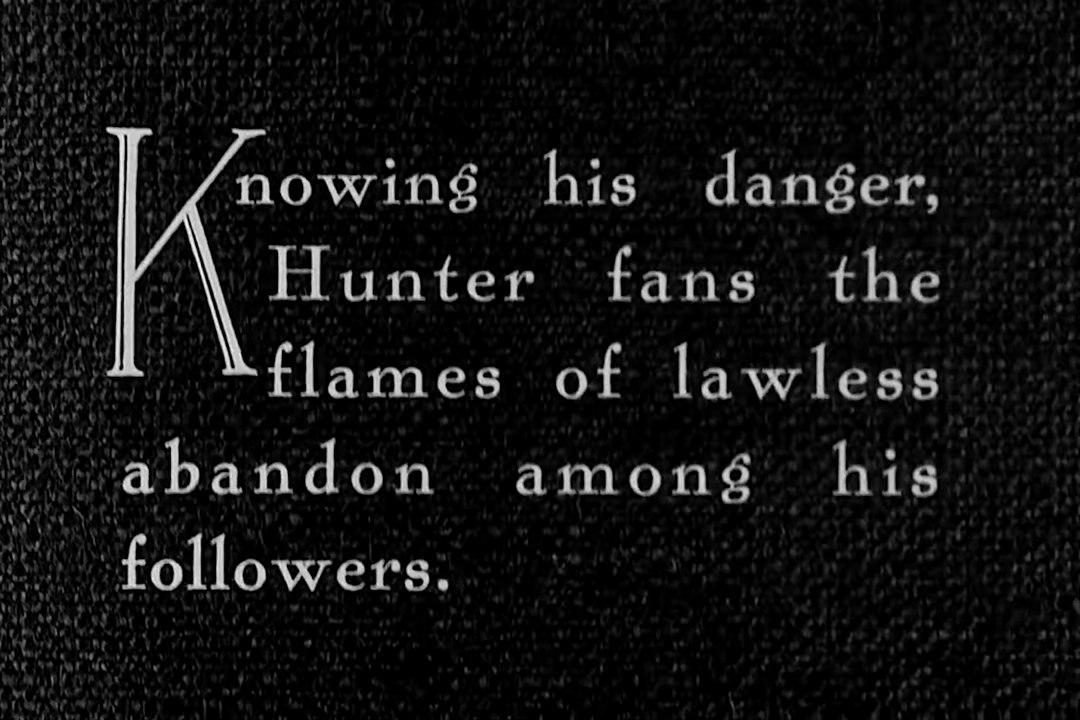 Knowing his danger,
Hunter fans the
flames of lawless
abandon among his
followers.